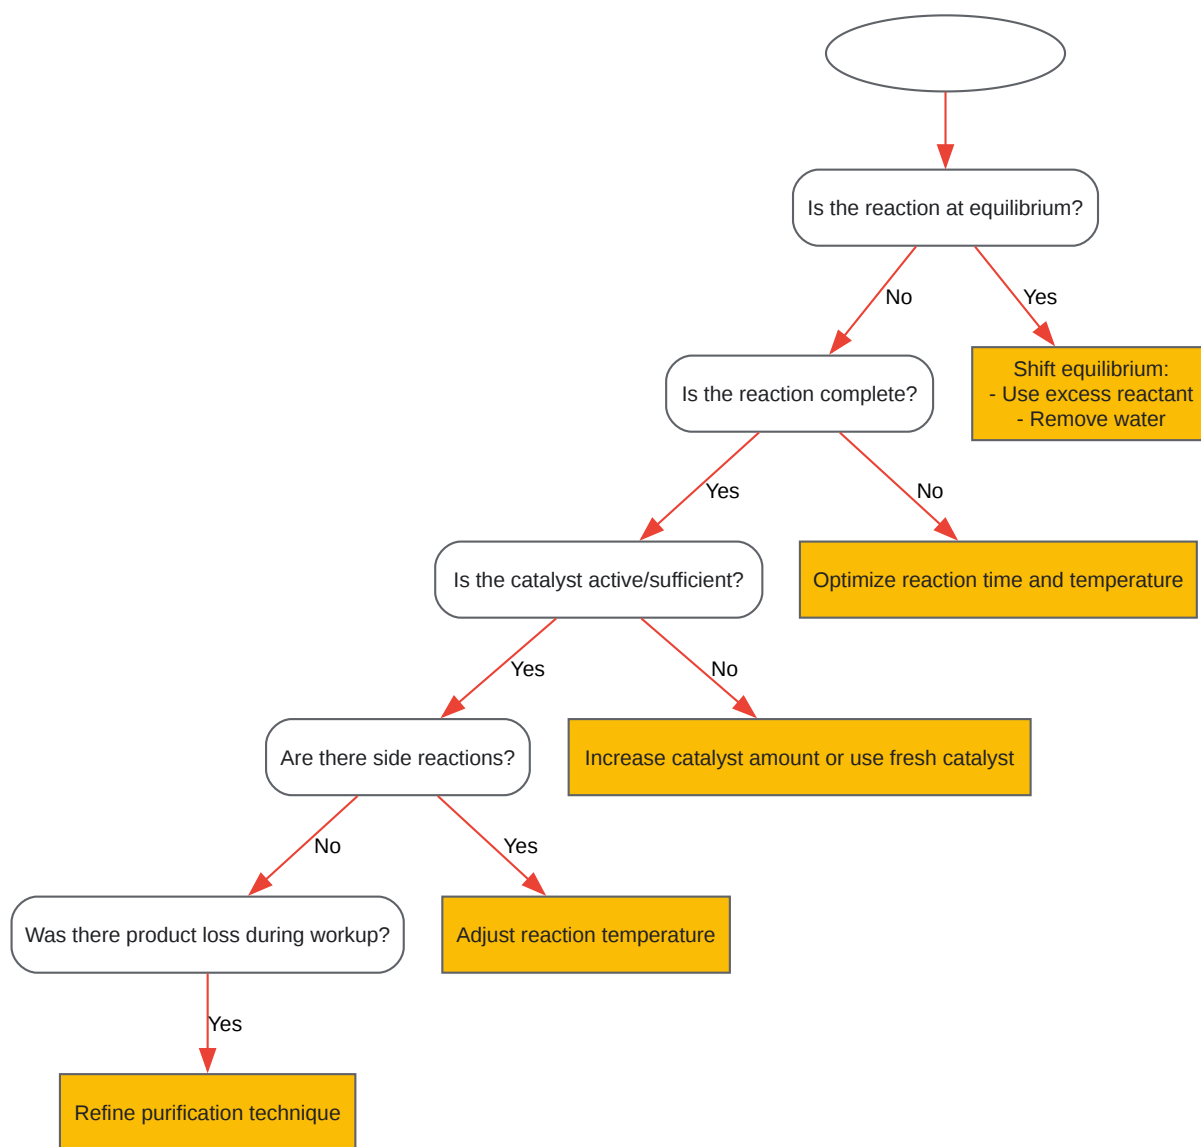 Is the reaction at equilibrium?
No
Yes
Shift equilibrium:
- Use excess reactant
- Remove water
Is the reaction complete?
Yes
No
Is the catalyst active/sufficient?
Optimize reaction time and temperature
Yes
No
Are there side reactions?
Increase catalyst amount or use fresh catalyst
No
Yes
Was there product loss during workup?
Adjust reaction temperature
Yes
Refine purification technique